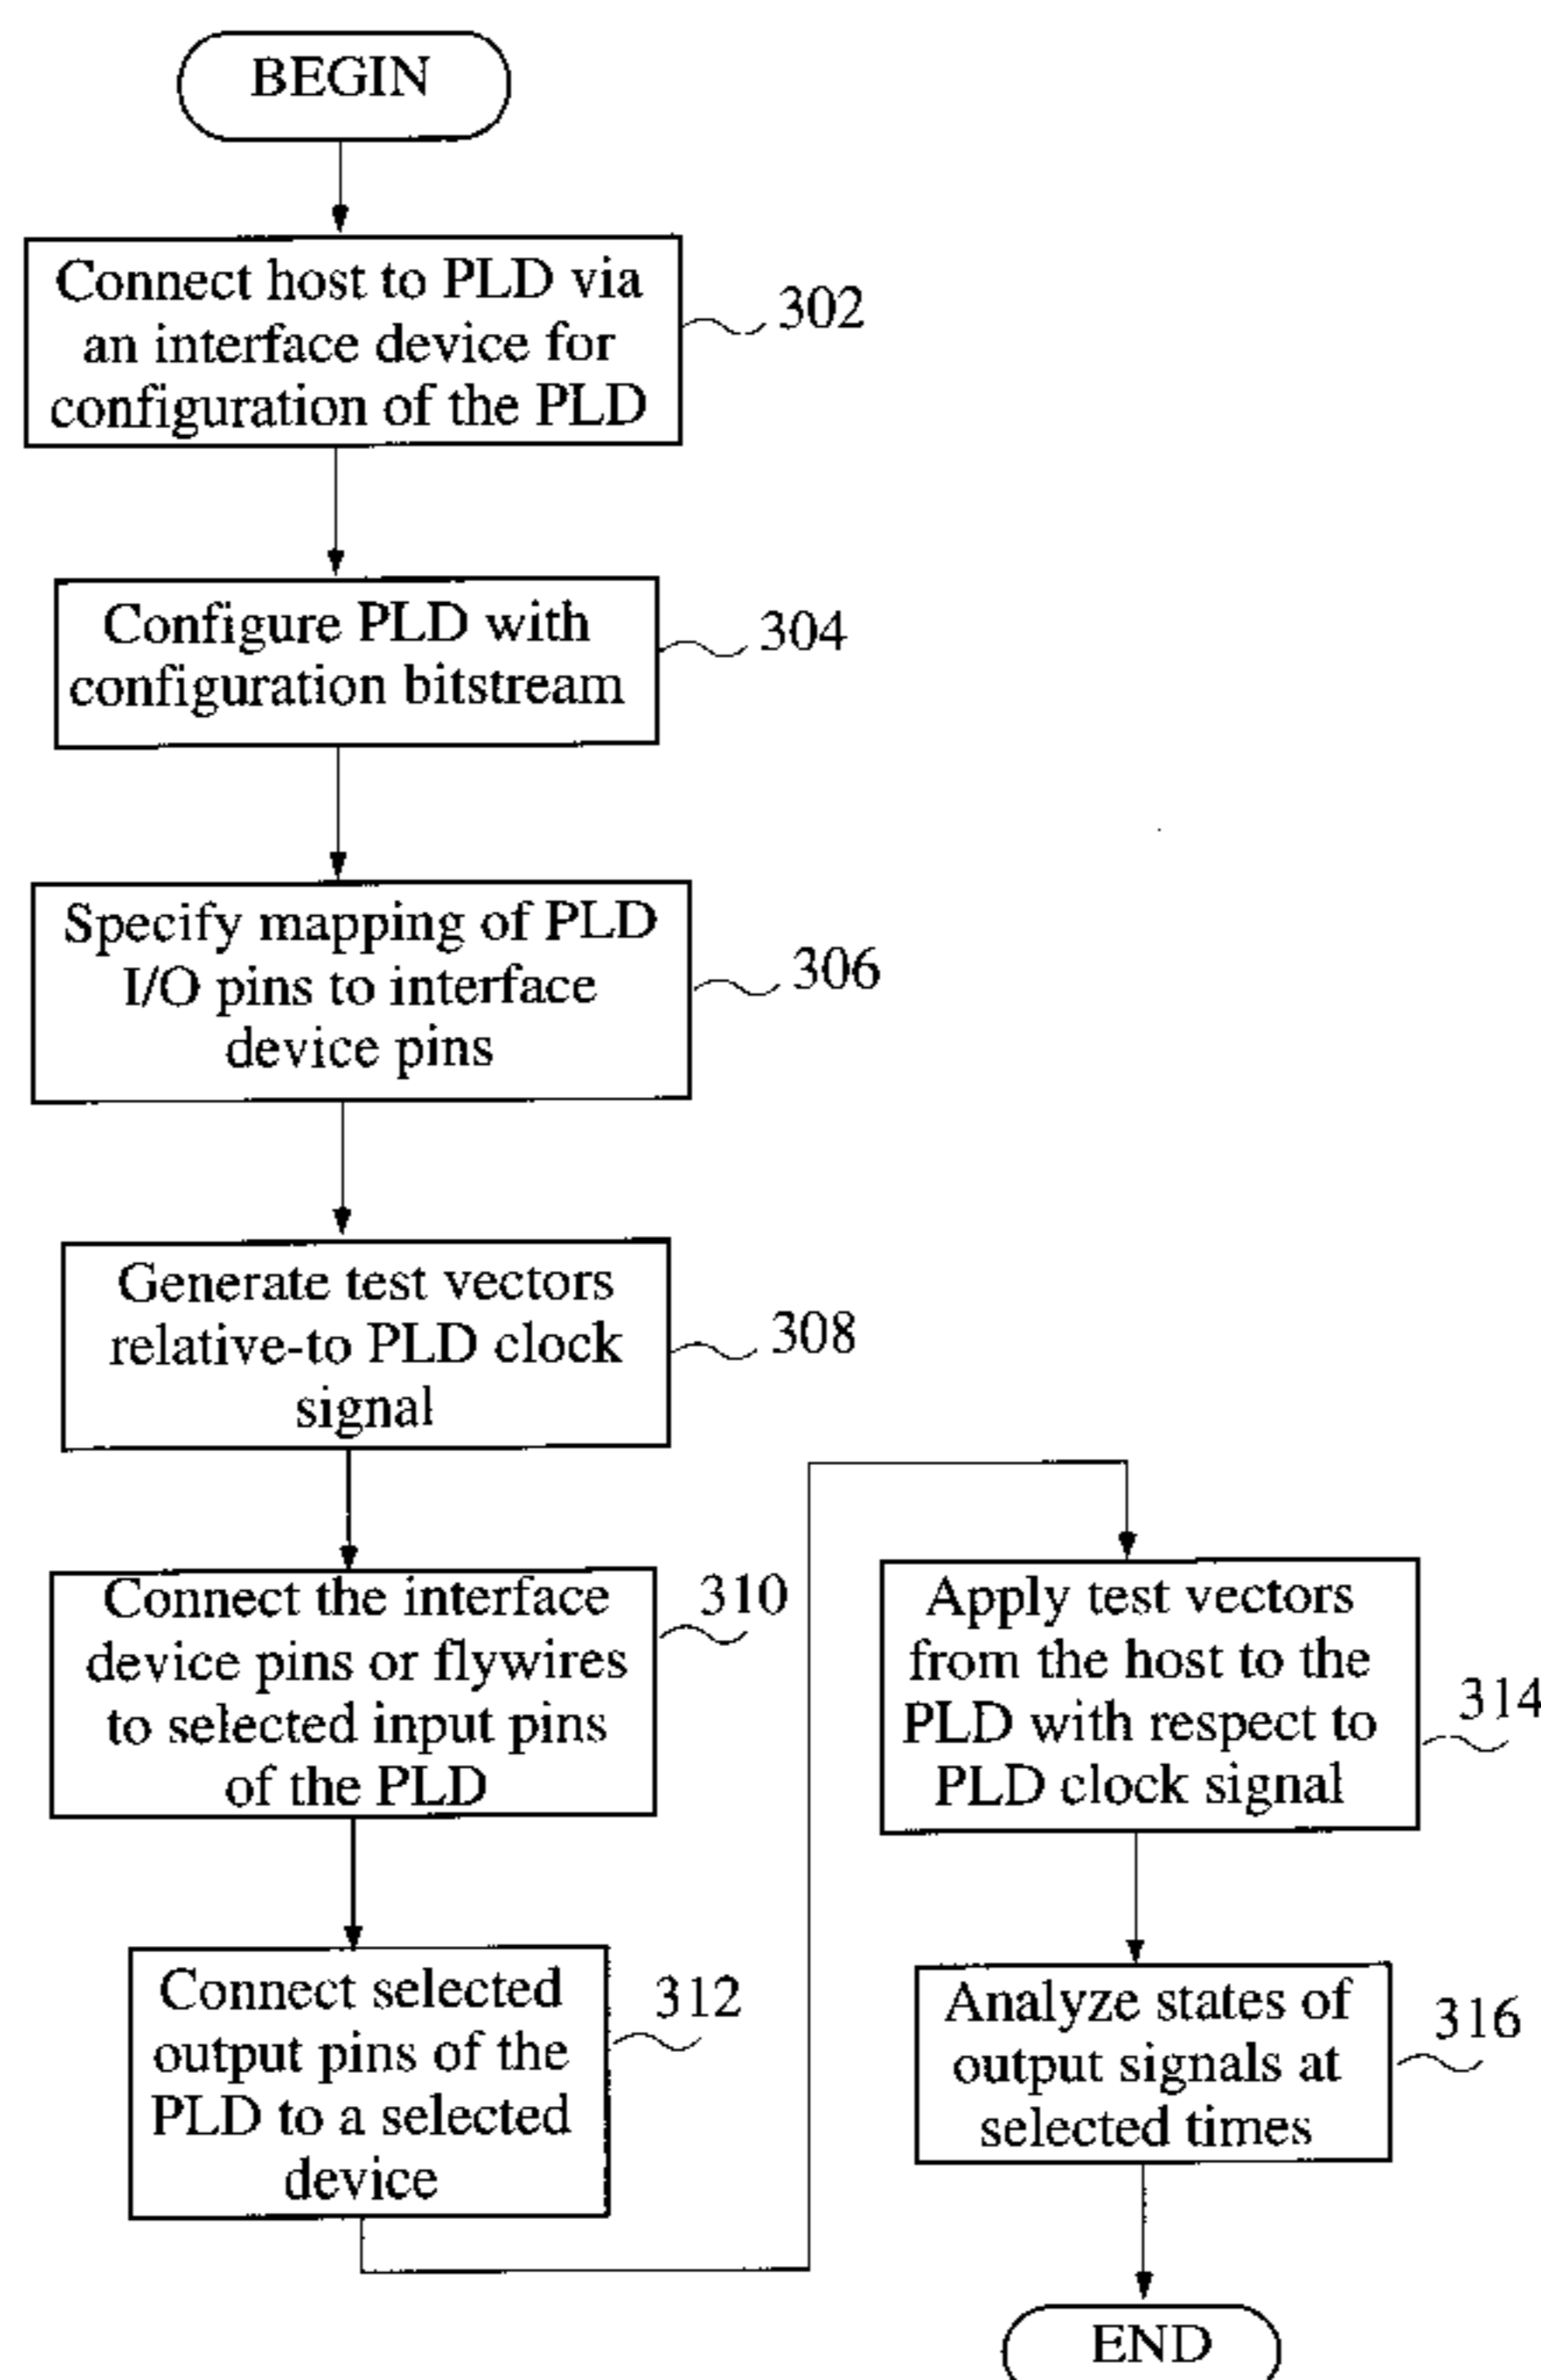 BEGIN
Connect host to PLD via
an interface device for
configuration of the PLD
302
Configure PLD with
configuration bitstream
304
Specify mapping of PLD
I/O pins to interface
device pins
306
Generate test vectors
relative-to PLD clock
signal
308
Connect the interface
device pins or flywires
to selected input pins
of the PLD
310
Connect selected
output pins of the
PLD to a selected
device
312
Apply test vectors
from the host to the
PLD with respect to
PLD clock signal
314
Analyze states of
output signals at
selected times
316
END